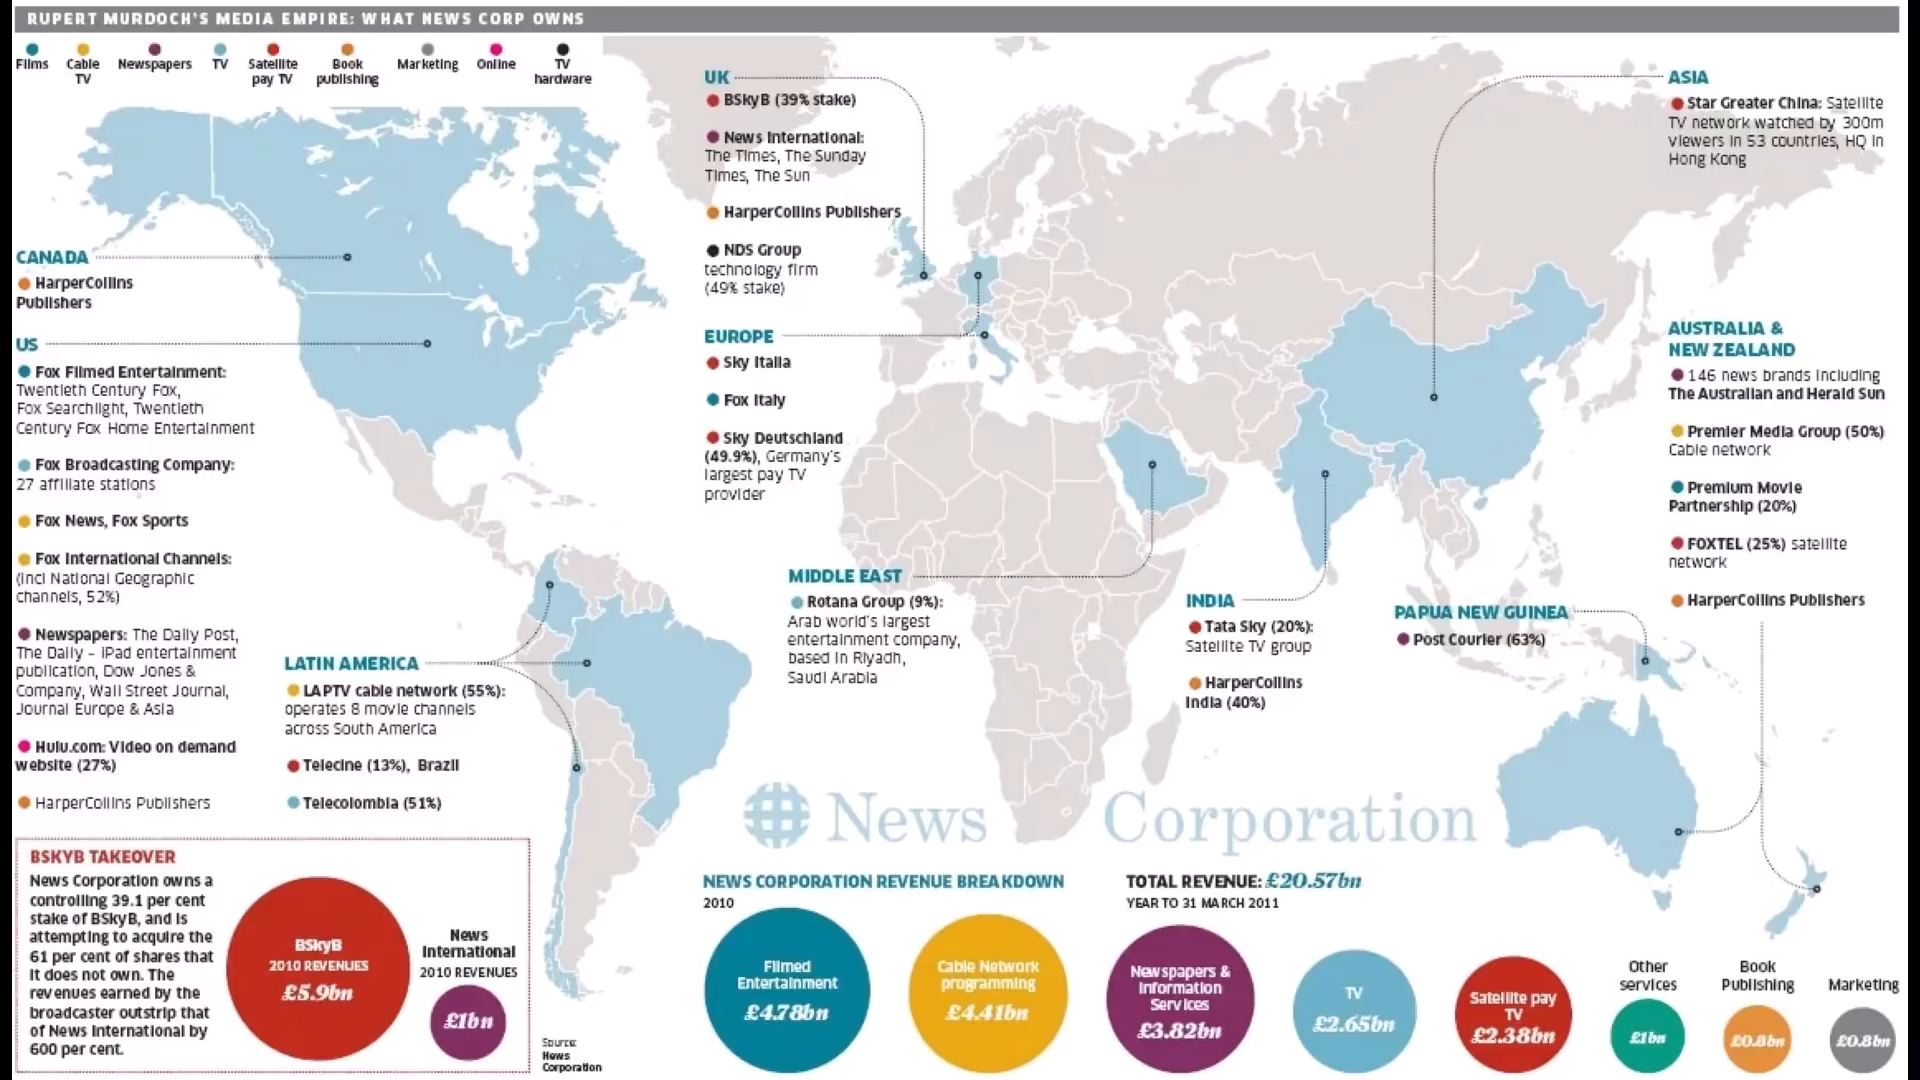 RUPERT MURDOCH'S MEDIA EMPIRE: WHAT NEWS CORP OWNS
Films
Cable
TV
Newspapers
TV
Satellite
pay TV
Book
publishing
Marketing
Online
TV
hardware
CANADA
HarperCollins
Publishers
US
Fox Filmed Entertainment:
Twentieth Century Fox,
Fox Searchlight, Twentieth
Century Fox Home Entertainment
Fox Broadcasting Company:
27 affiliate stations
Fox News, Fox Sports
Fox International Channels:
(incl National Geographic
channels, 52%)
Newspapers: The Daily Post,
The Daily - iPad entertainment
publication, Dow Jones &
Company, Wall Street Journal,
Journal Europe & Asia
Hulu.com: Video on demand
website (27%)
HarperCollins Publishers
LATIN AMERICA
LAPTV cable network (55%):
operates 8 movie channels
across South America
Telecine (13%), Brazil
Telecolombia (51%)
UK
BSkyB (39% stake)
News International:
The Times, The Sunday
Times, The Sun
HarperCollins Publishers
NDS Group
technology firm
(49% stake)
EUROPE
Sky Italia
Fox Italy
Sky Deutschland
(49.9%), Germany's
largest pay TV
provider
MIDDLE EAST
Rotana Group (9%):
Arab world's largest
entertainment company,
based in Riyadh,
Saudi Arabia
INDIA
Tata Sky (20%):
Satellite TV group
HarperCollins
India (40%)
PAPUA NEW GUINEA
Post Courier (63%)
ASIA
Star Greater China: Satellite
TV network watched by 300m
viewers in 53 countries, HQ in
Hong Kong
AUSTRALIA &
NEW ZEALAND
146 news brands including
The Australian and Herald Sun
Premier Media Group (50%)
Cable network
Premium Movie
Partnership (20%)
FOXTEL (25%) satellite
network
HarperCollins Publishers
News Corporation
BSKYB TAKEOVER
News Corporation owns a
controlling 39.1 per cent
stake of BSkyB, and is
attempting to acquire the
61 per cent of shares that
it does not own. The
revenues earned by the
broadcaster outstrip that
of News International by
600 per cent.
BSkyB
2010 REVENUES
£5.9bn
News
International
2010 REVENUES
£1bn
Source:
News
Corporation
NEWS CORPORATION REVENUE BREAKDOWN
2010
TOTAL REVENUE: £20.57bn
YEAR TO 31 MARCH 2011
Filmed
Entertainment
£4.78bn
Cable Network
programming
£4.41bn
Newspapers &
Information
Services
£3.82bn
TV
£2.65bn
Satellite pay
TV
£2.38bn
Other
services
£1bn
Book
Publishing
£0.8bn
Marketing
£0.8bn